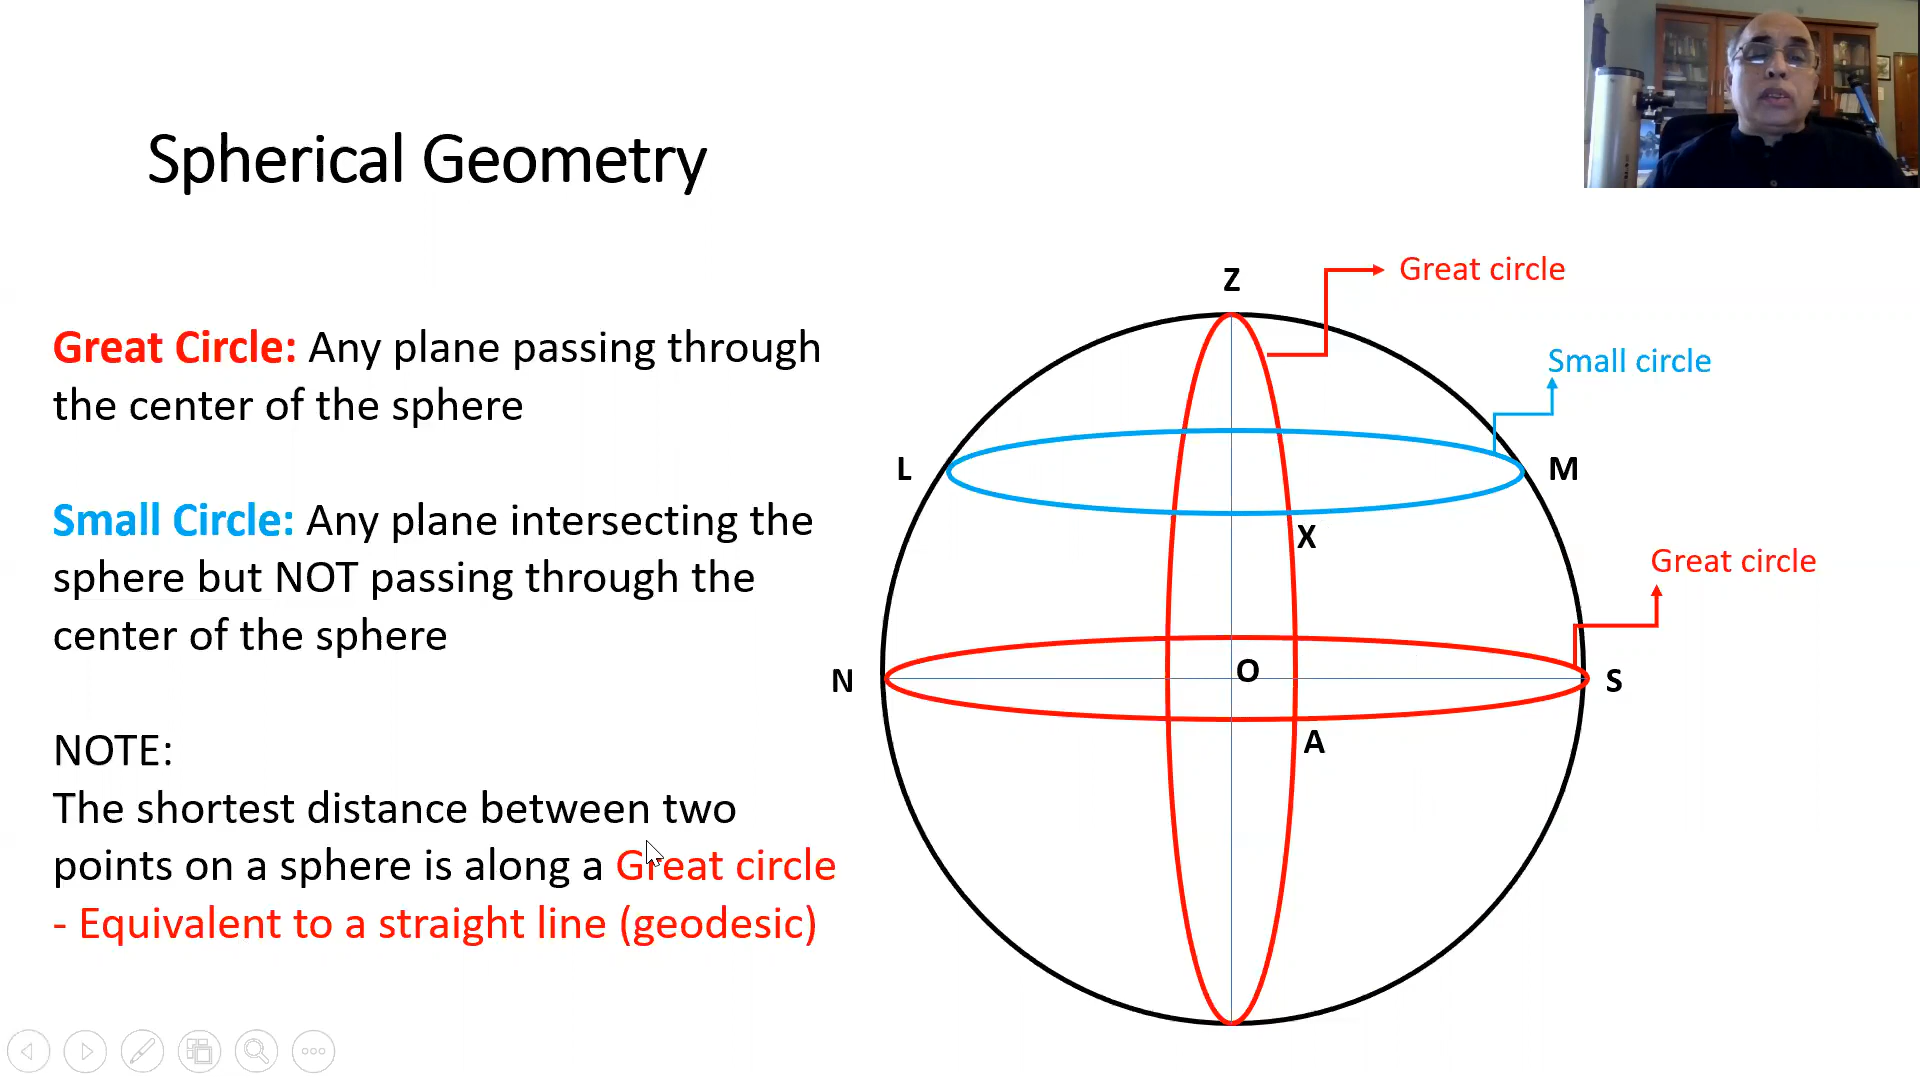 Spherical Geometry
Great Circle: Any plane passing through
the center of the sphere
Small Circle: Any plane intersecting the
sphere but NOT passing through the
center of the sphere
NOTE:
The shortest distance between two
points on a sphere is along a Great circle
- Equivalent to a straight line (geodesic)
Z
Great circle
Small circle
L
M
X
Great circle
O
N
S
A